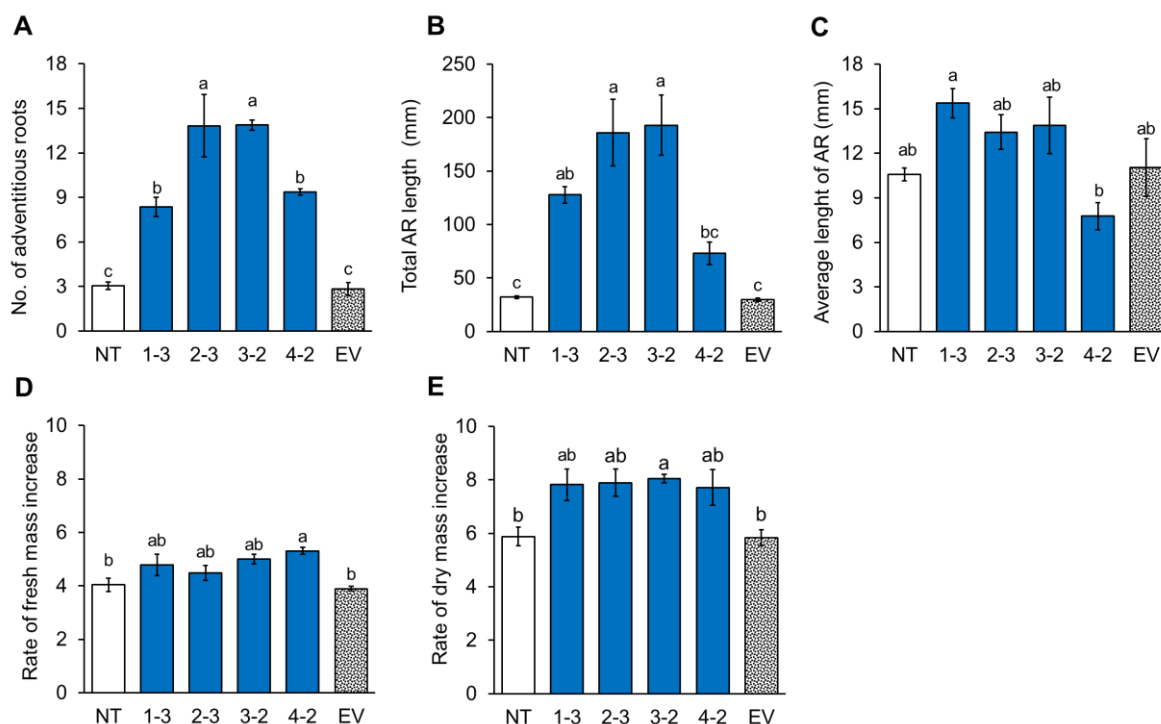 A
No. of adventitious roots
18
15
12
9
6
3
0
c
b
a
a
b
c
NT 1-3 2-3 3-2 4-2 EV
B
Total AR length (mm)
250
200
150
100
50
0
c
ab
a
a
bc
c
NT 1-3 2-3 3-2 4-2 EV
C
Average lenght of AR (mm)
18
15
12
9
6
3
0
ab
a
ab
ab
b
ab
NT 1-3 2-3 3-2 4-2 EV
D
Rate of fresh mass increase
10
8
6
4
2
0
b
ab
ab
ab
a
b
NT 1-3 2-3 3-2 4-2 EV
E
Rate of dry mass increase
10
8
6
4
2
0
b
ab
ab
a
ab
b
NT 1-3 2-3 3-2 4-2 EV